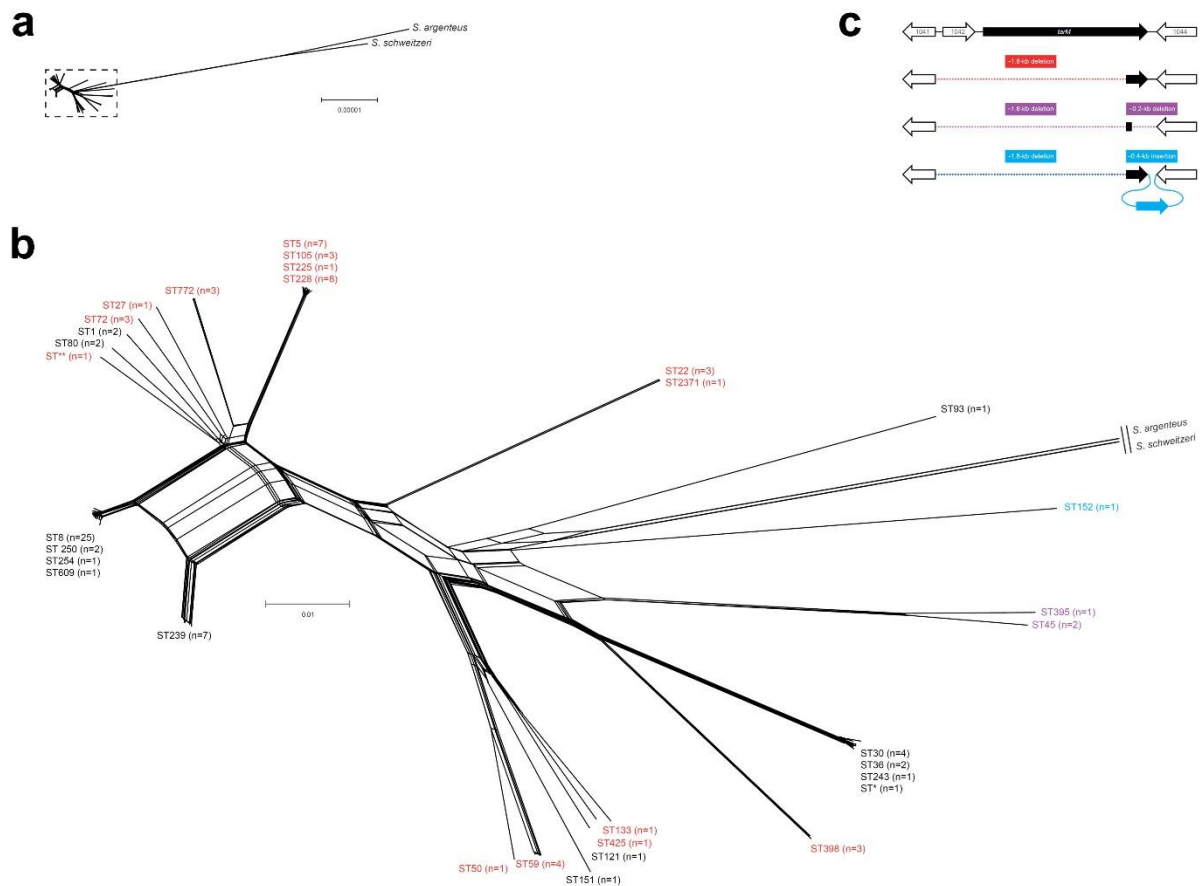 a
S. argenteus
S. schweitzeri
0.00001
c
1041
1042
tarM
1044
~1.8-kb deletion
~1.8-kb deletion
~0.2-kb deletion
~1.8-kb deletion
~0.4-kb insertion
b
ST5 (n=7)
ST105 (n=3)
ST225 (n=1)
ST228 (n=8)
ST772 (n=3)
ST27 (n=1)
ST72 (n=3)
ST1 (n=2)
ST80 (n=2)
ST** (n=1)
ST22 (n=3)
ST2371 (n=1)
ST93 (n=1)
S. argenteus
S. schweitzeri
ST152 (n=1)
ST8 (n=25)
ST 250 (n=2)
ST254 (n=1)
ST609 (n=1)
0.01
ST239 (n=7)
ST395 (n=1)
ST45 (n=2)
ST30 (n=4)
ST36 (n=2)
ST243 (n=1)
ST* (n=1)
ST133 (n=1)
ST425 (n=1)
ST398 (n=3)
ST121 (n=1)
ST50 (n=1)
ST59 (n=4)
ST151 (n=1)